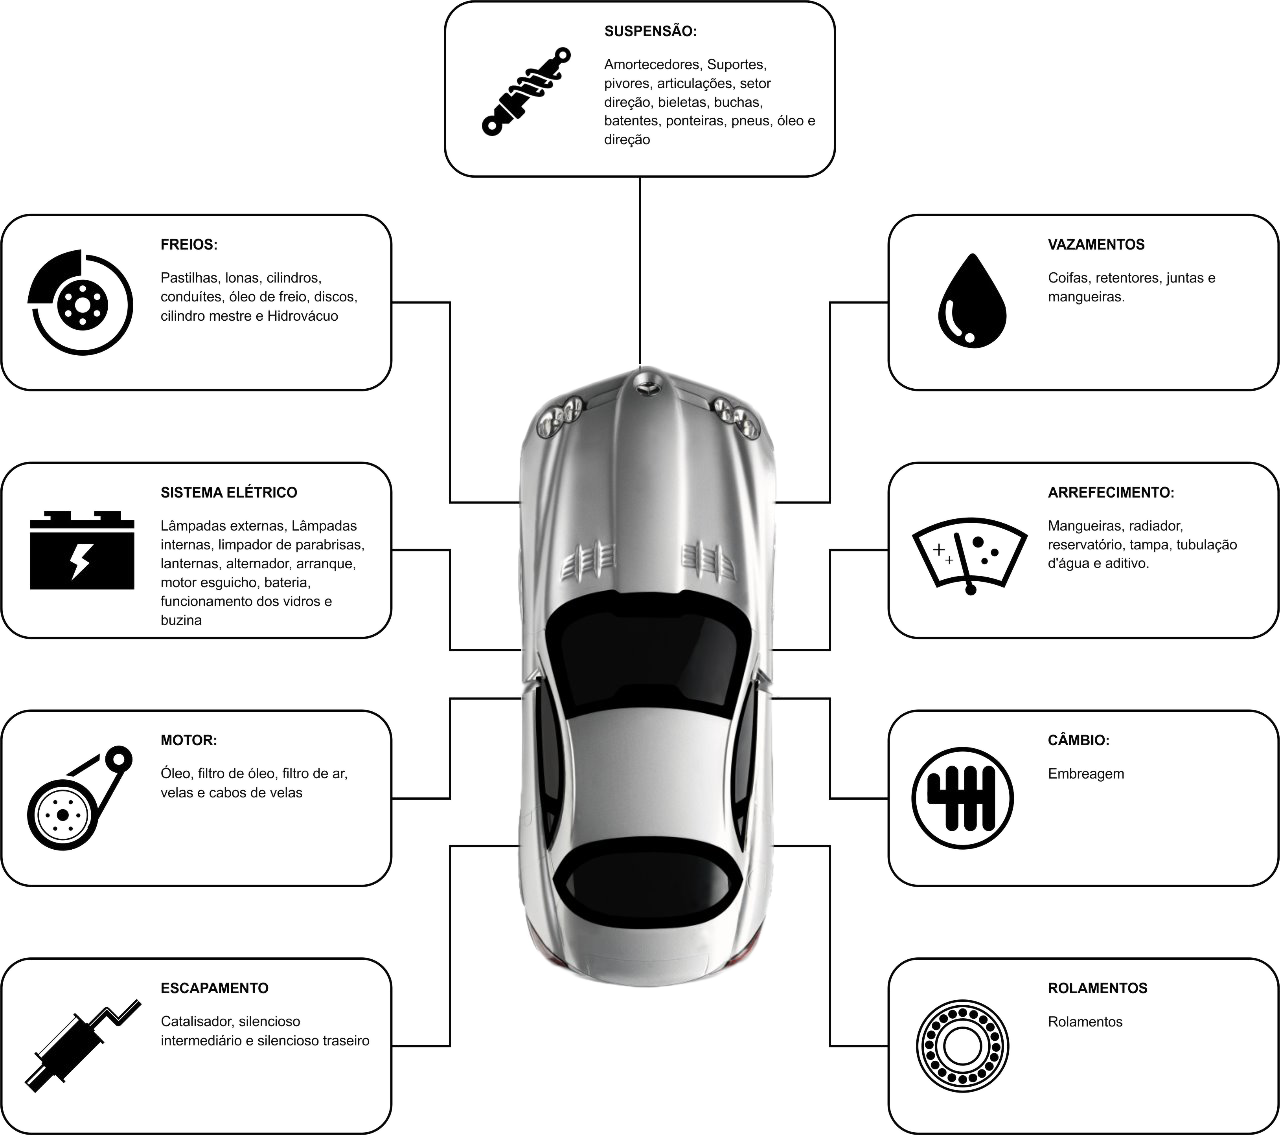 SUSPENSÃO:
Amortecedores, Suportes,
pivores, articulações, setor
direção, bieletas, buchas,
batentes, ponteiras, pneus, óleo e
direção
FREIOS:
Pastilhas, lonas, cilindros,
conduítes, óleo de freio, discos,
cilindro mestre e Hidrovácuo
VAZAMENTOS
Coifas, retentores, juntas e
mangueiras.
SISTEMA ELÉTRICO
Lâmpadas externas, Lâmpadas
internas, limpador de parabrisas,
lanternas, alternador, arranque,
motor esguicho, bateria,
funcionamento dos vidros e
buzina
ARREFECIMENTO:
Mangueiras, radiador,
reservatório, tampa, tubulação
d'água e aditivo.
MOTOR:
Óleo, filtro de óleo, filtro de ar,
velas e cabos de velas
CÂMBIO:
Embreagem
ESCAPAMENTO
Catalisador, silencioso
intermediário e silencioso traseiro
ROLAMENTOS
Rolamentos